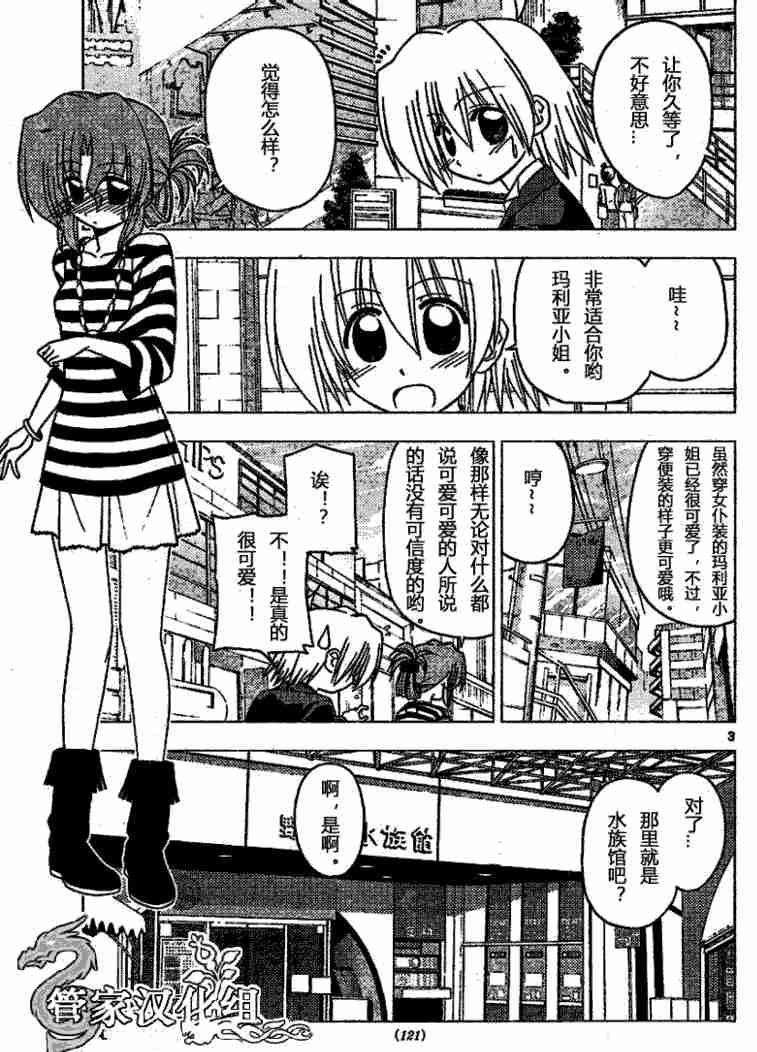 让你久等了，
不好意思…
觉得怎么样？
哇~~
非常适合你哟
玛利亚小姐。
虽然穿女仆装的玛利亚小
姐已经很可爱了，不过，
穿便装的样子更可爱哦。
哼~~
像那样无论对什么都
说可爱可爱的人所说
的话没有可信度的哟。
诶！？
不！！是真的
很可爱！！
3
对了…
那里就是
水族馆吧？
啊，是啊。
水族館
管家汉化组
(121)